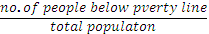 no. of people below pverty line
total populaton